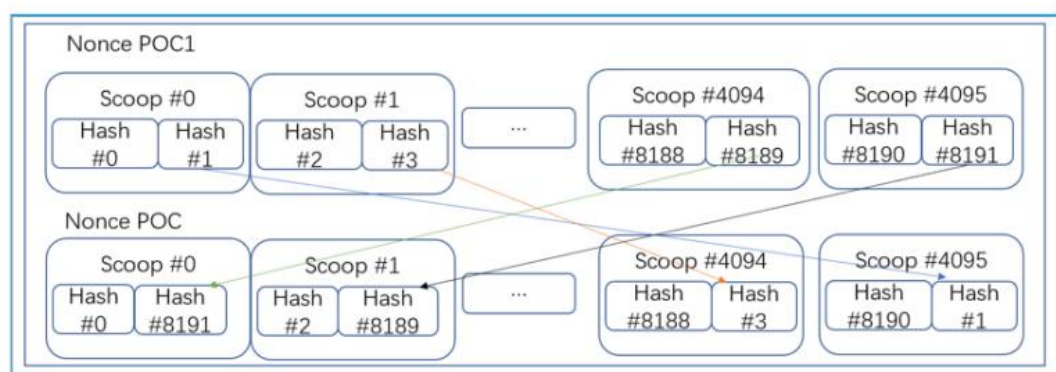 Nonce POC1
Scoop #0
Hash #0
Hash #1
Scoop #1
Hash #2
Hash #3
...
Scoop #4094
Hash #8188
Hash #8189
Scoop #4095
Hash #8190
Hash #8191
Nonce POC
Scoop #0
Hash #0
Hash #8191
Scoop #1
Hash #2
Hash #8189
...
Scoop #4094
Hash #8188
Hash #3
Scoop #4095
Hash #8190
Hash #1